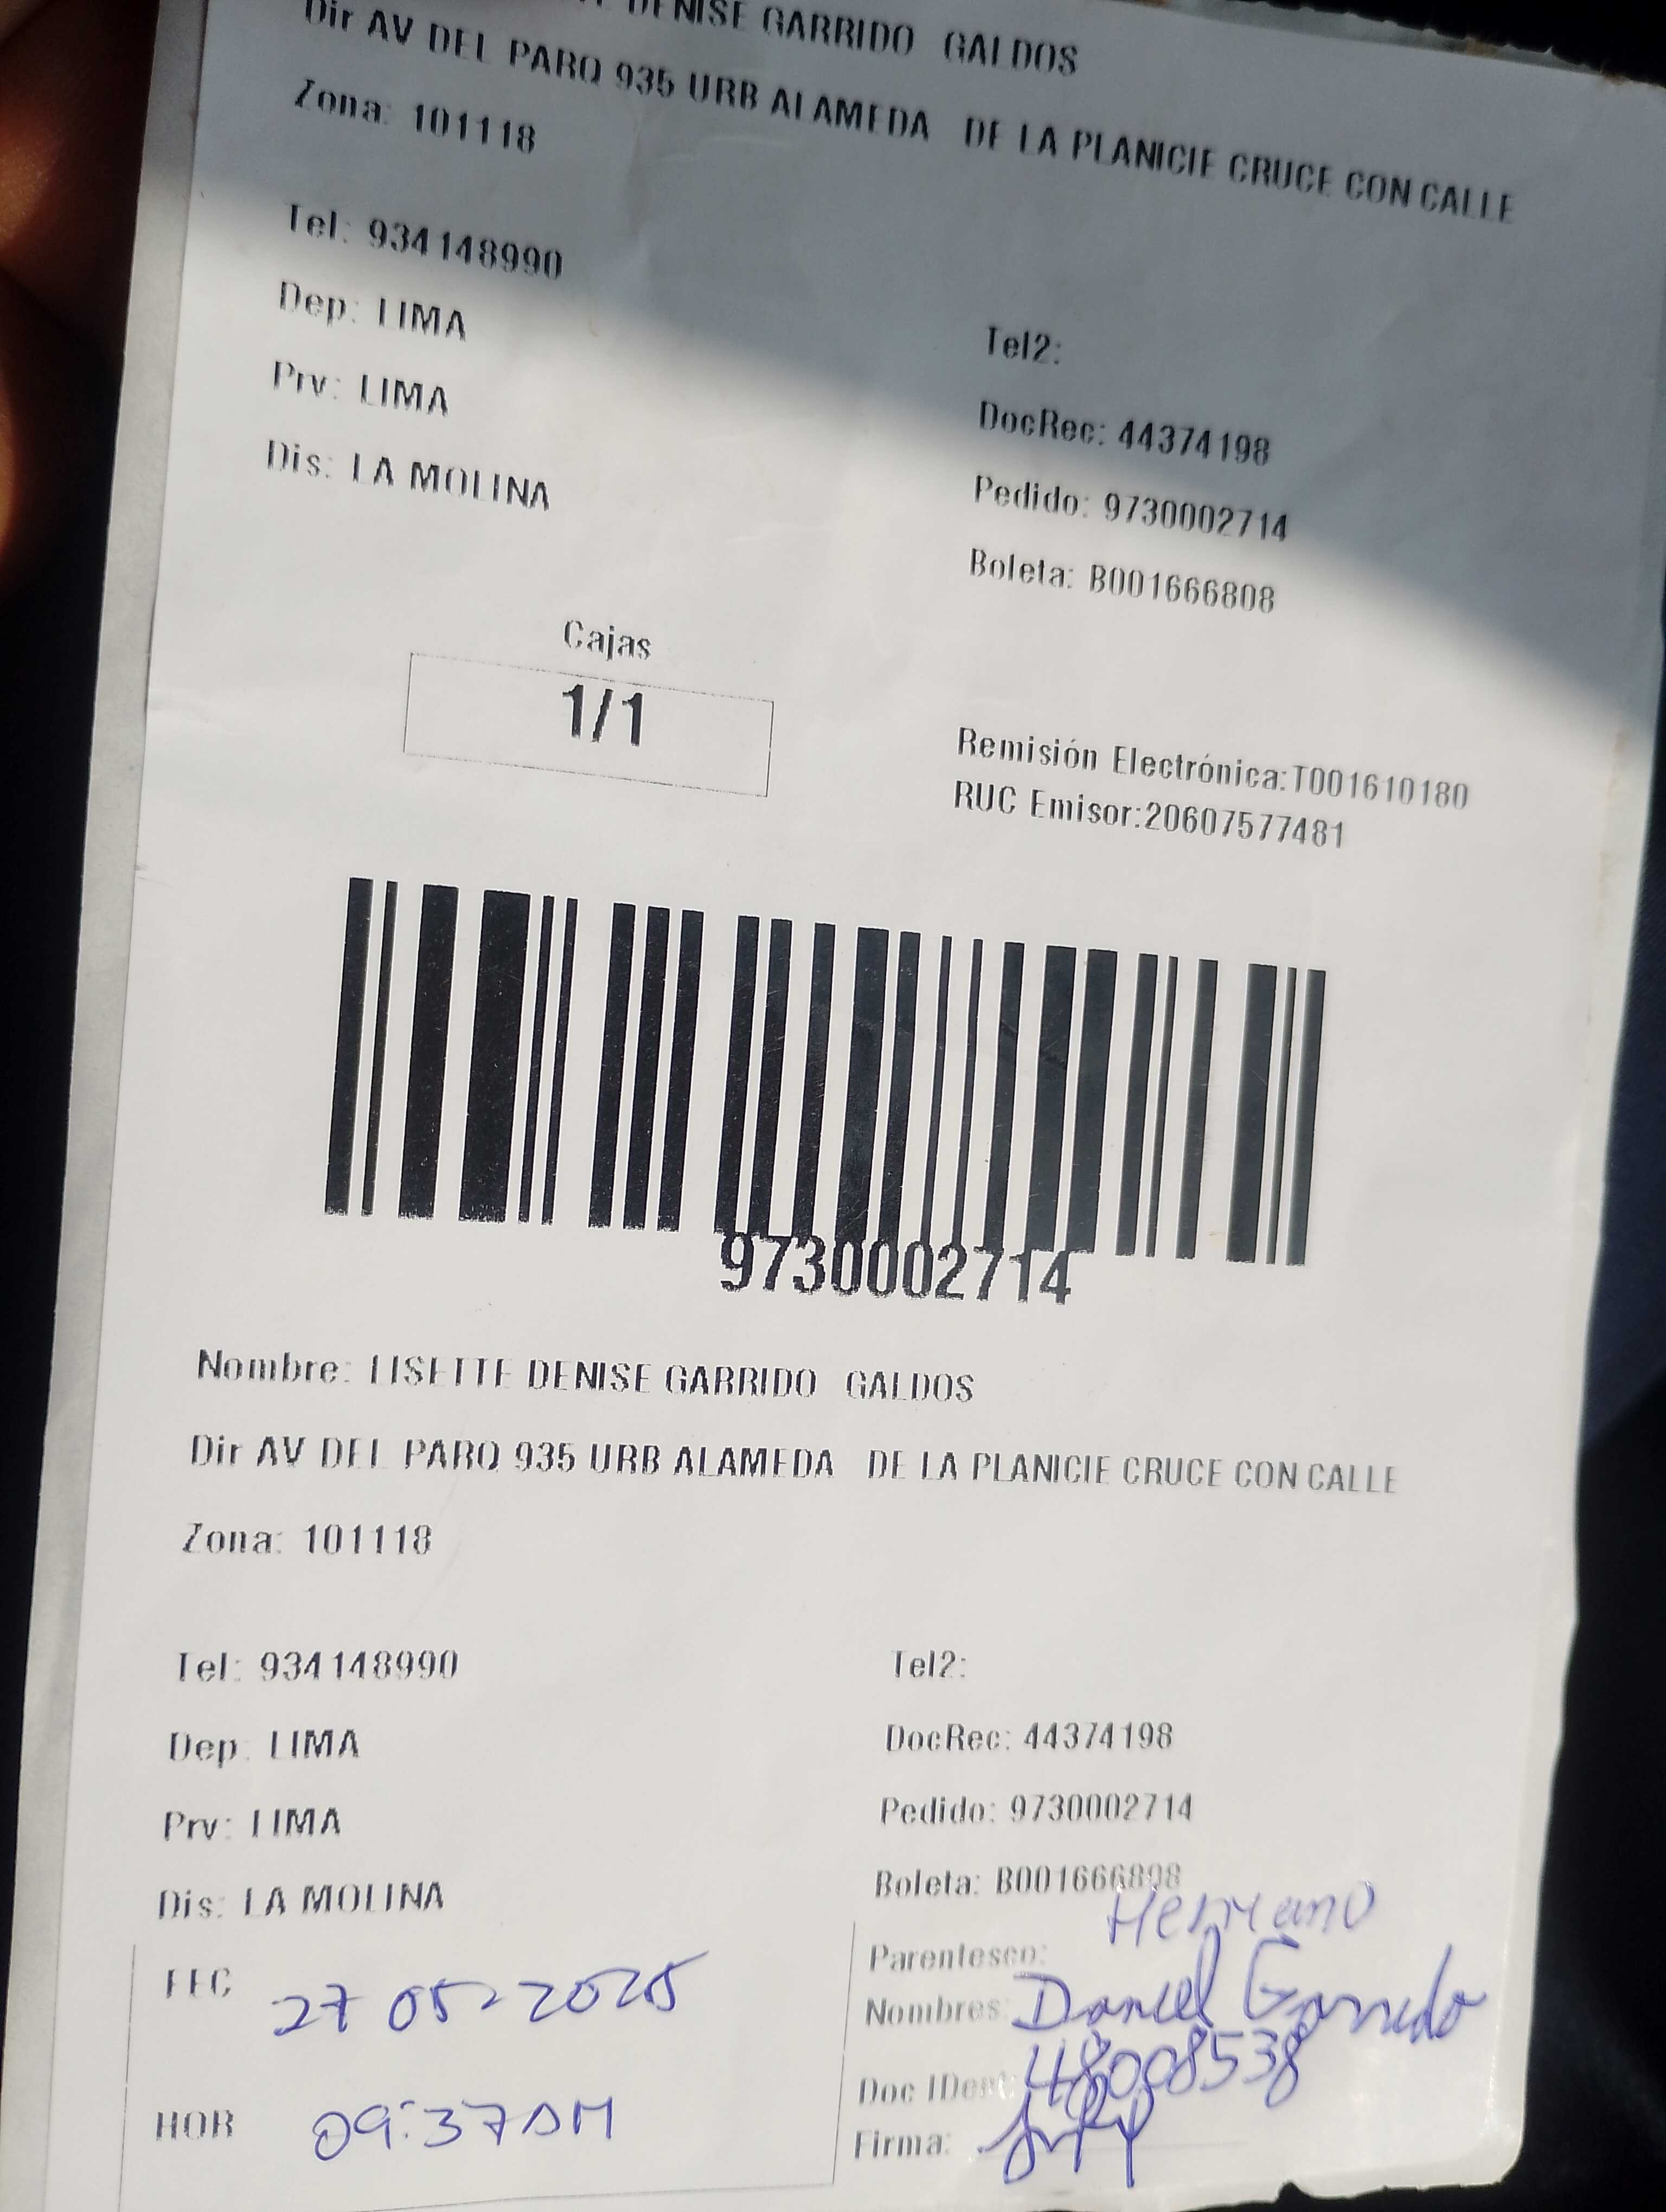 DENISE GARRIDO GALDOS
Dir AV DEL PARQ 935 URB ALAMEDA DE LA PLANICIE CRUCE CON CALLE
Zona: 101118
Tel: 934148990
Tel2:
Dep: LIMA
DocRec: 44374198
Prv: LIMA
Pedido: 9730002714
Dis: LA MOLINA
Boleta: B001666808
Cajas
1/1
Remisión Electrónica:T001610180
RUC Emisor:20607577481
9730002714
Nombre: LISETTE DENISE GARRIDO GALDOS
Dir AV DEL PARQ 935 URB ALAMEDA DE LA PLANICIE CRUCE CON CALLE
Zona: 101118
Tel: 934148990
Tel2:
Dep: LIMA
DocRec: 44374198
Prv: LIMA
Pedido: 9730002714
Dis: LA MOLINA
Boleta: B001666808
FEC 27 05-2025
Parentesco: Hermano
Nombres: Daniel Garrido
Doc IDent: 48008538
HOR 09:37AM
Firma: